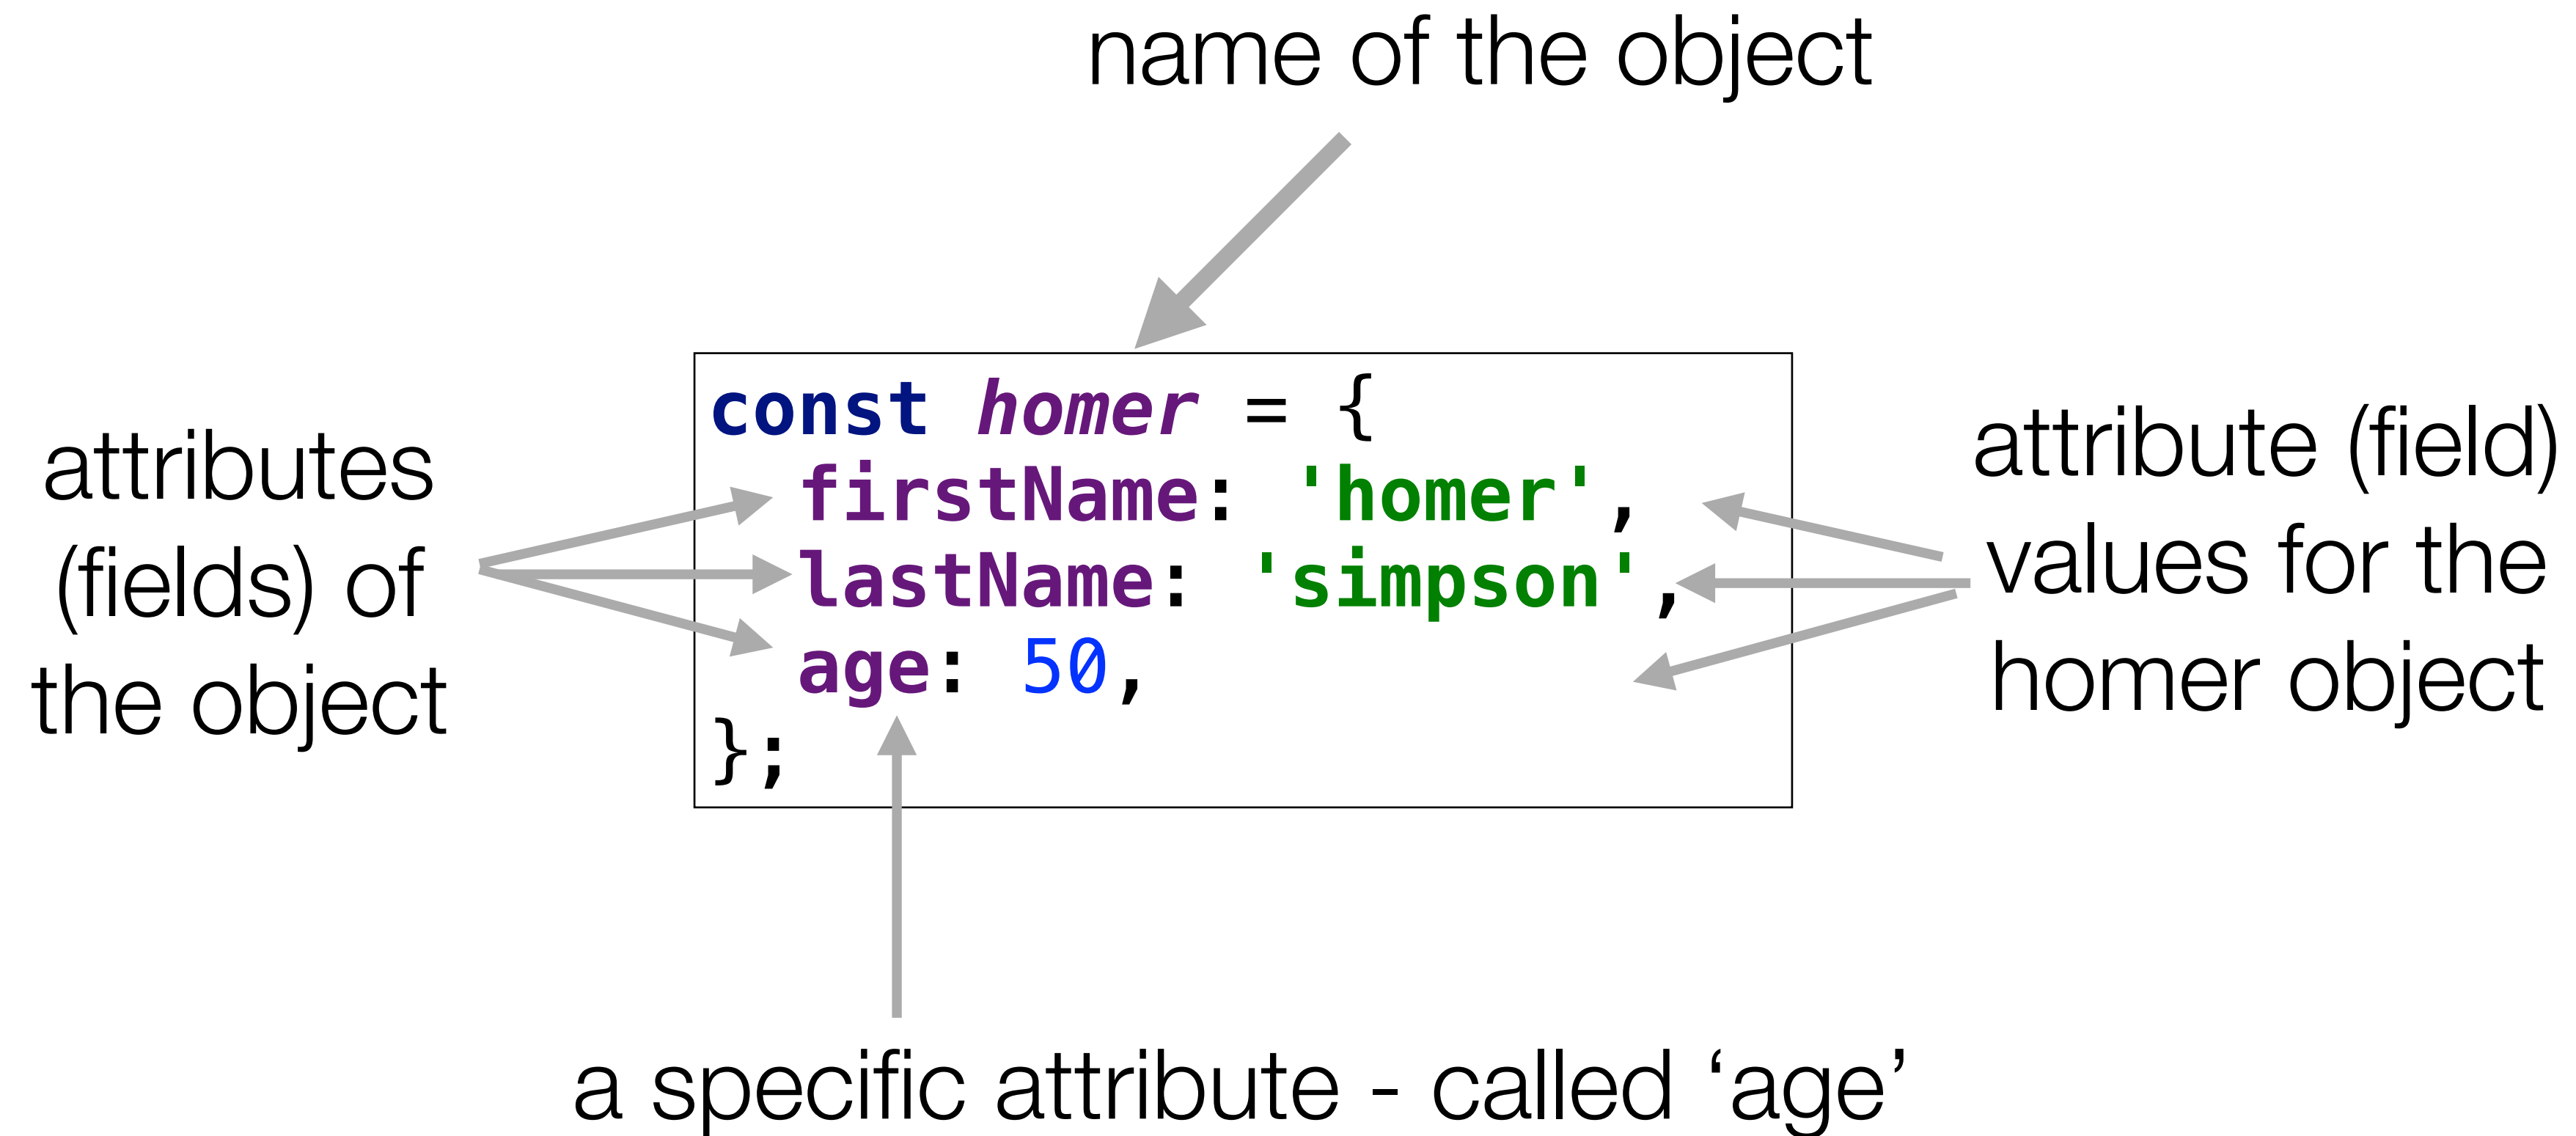 name of the object
attributes
(fields) of
the object
const homer = {
firstName: 'homer',
lastName: 'simpson',
age: 50,
};
attribute (field)
values for the
homer object
a specific attribute - called ‘age’